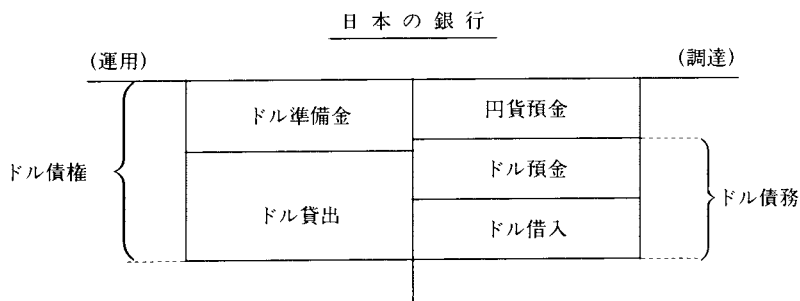 日本の銀行
(運用)
(調達)
ドル債権
ドル準備金
ドル貸出
円貨預金
ドル預金
ドル借入
ドル債務